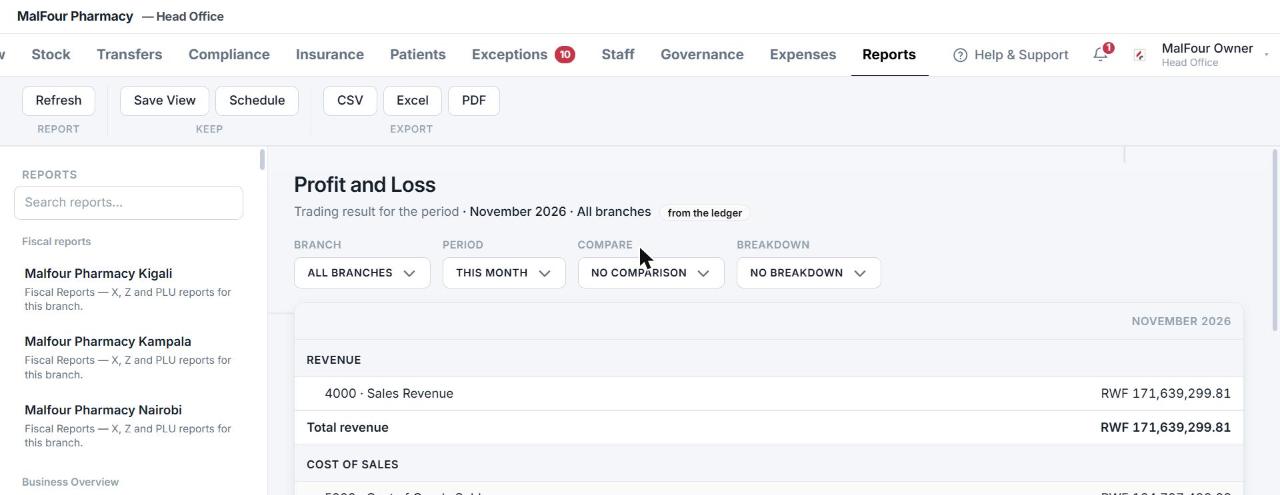 MalFour Pharmacy — Head Office
Stock Transfers Compliance Insurance Patients Exceptions 10 Staff Governance Expenses Reports Help & Support 1 MalFour Owner
Head Office
Refresh Save View Schedule CSV Excel PDF
REPORT KEEP EXPORT
REPORTS
Search reports...
Fiscal reports
Malfour Pharmacy Kigali
Fiscal Reports — X, Z and PLU reports for
this branch.
Malfour Pharmacy Kampala
Fiscal Reports — X, Z and PLU reports for
this branch.
Malfour Pharmacy Nairobi
Fiscal Reports — X, Z and PLU reports for
this branch.
Business Overview
Profit and Loss
Trading result for the period · November 2026 · All branches from the ledger
BRANCH PERIOD COMPARE BREAKDOWN
ALL BRANCHES THIS MONTH NO COMPARISON NO BREAKDOWN
NOVEMBER 2026
REVENUE
4000 · Sales Revenue RWF 171,639,299.81
Total revenue RWF 171,639,299.81
COST OF SALES